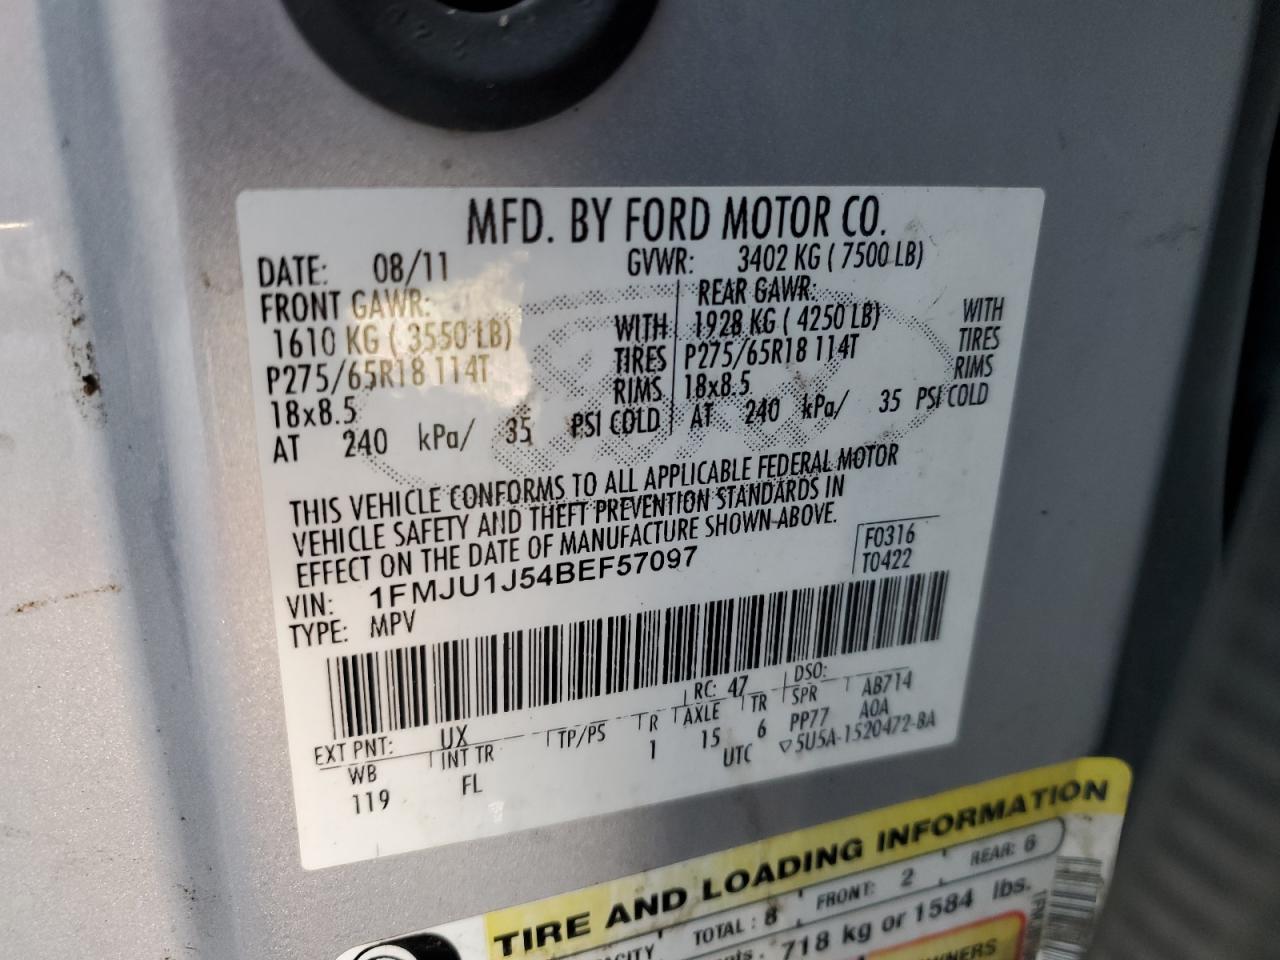 MFD. BY FORD MOTOR CO.
DATE: 08/11 GVWR: 3402 KG ( 7500 LB)
FRONT GAWR: REAR GAWR:
1610 KG ( 3550 LB) WITH 1928 KG ( 4250 LB) WITH
P275/65R18 114T TIRES P275/65R18 114T TIRES
18x8.5 RIMS 18x8.5 RIMS
AT 240 kPa/ 35 PSI COLD AT 240 kPa/ 35 PSI COLD
THIS VEHICLE CONFORMS TO ALL APPLICABLE FEDERAL MOTOR
VEHICLE SAFETY AND THEFT PREVENTION STANDARDS IN
EFFECT ON THE DATE OF MANUFACTURE SHOWN ABOVE.
VIN: 1FMJU1J54BEF57097 F0316
TYPE: MPV T0422
EXT PNT: UX RC: 47 DSO:
WB INT TR TP/PS R AXLE TR SPR AB714
119 FL 1 15 6 PP77 A0A
UTC ▽5U5A-1520472-BA
TIRE AND LOADING INFORMATION
TOTAL : 8 FRONT: 2 REAR: 6
718 kg or 1584 lbs.